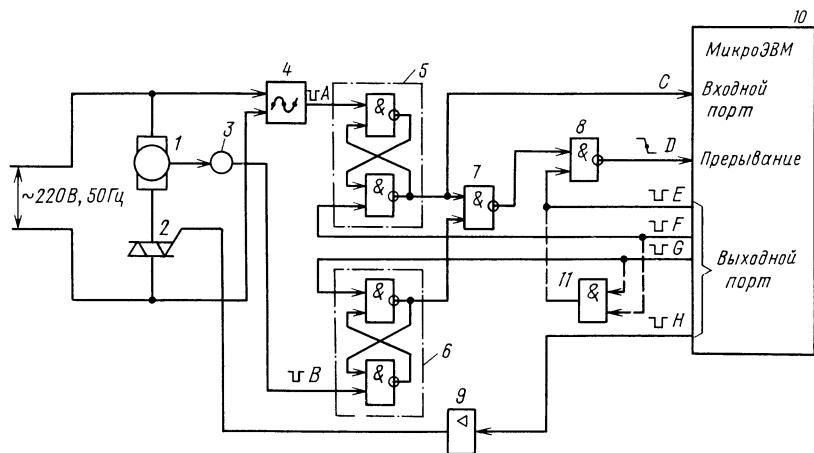 10
МикроЭВМ
4
5
A
&
C
Входной
порт
1
3
8
&
7
&
D
Прерывание
~220В, 50Гц
&
E
2
F
G
Выходной
порт
11
&
&
H
6
B
&
9